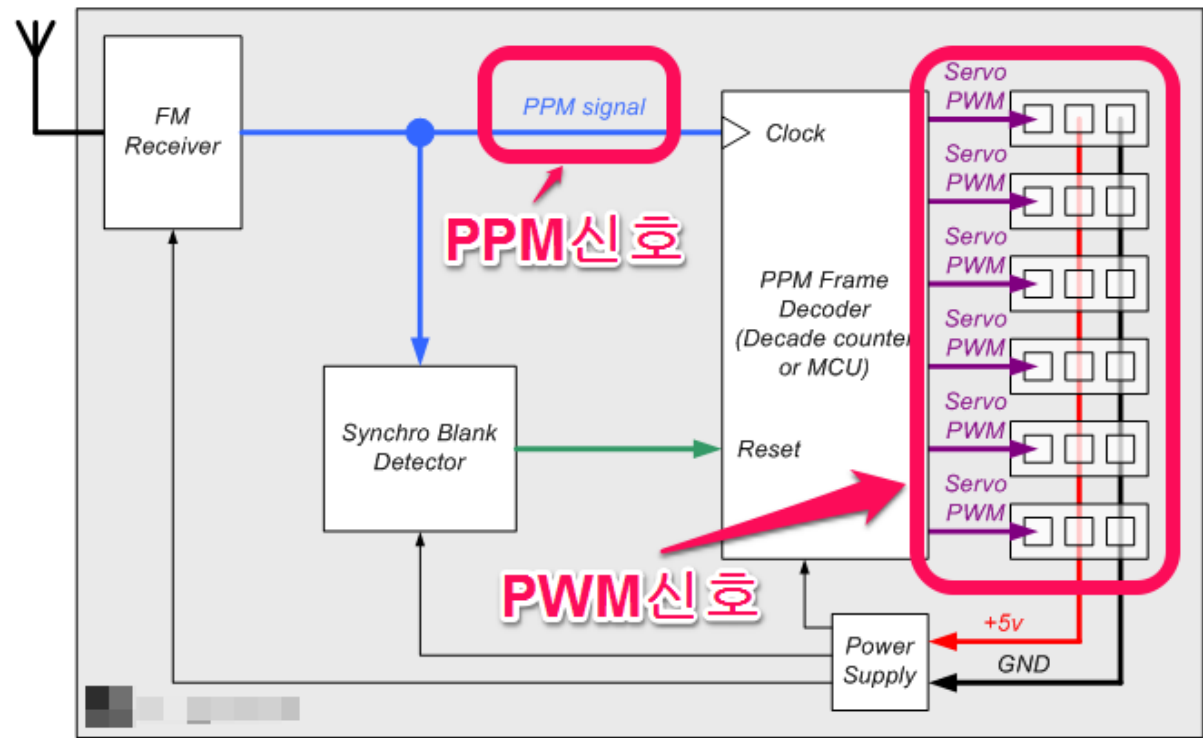 FM
Receiver
PPM signal
PPM신호
Clock
PPM Frame
Decoder
(Decade counter
or MCU)
Reset
Synchro Blank
Detector
PWM신호
Servo
PWM
Servo
PWM
Servo
PWM
Servo
PWM
Servo
PWM
Servo
PWM
+5v
GND
Power
Supply